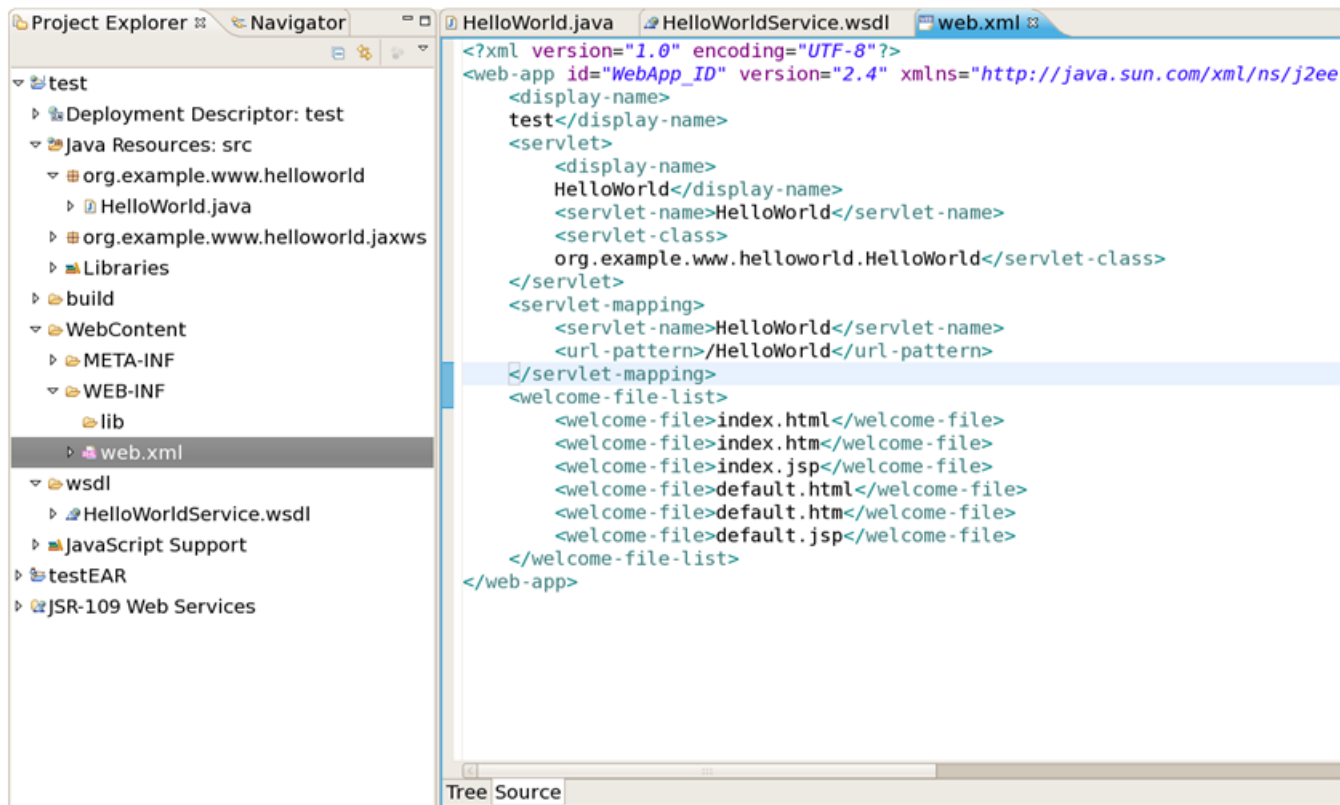 Project Explorer
Navigator
test
Deployment Descriptor: test
Java Resources: src
org.example.www.helloworld
HelloWorld.java
org.example.www.helloworld.jaxws
Libraries
build
WebContent
META-INF
WEB-INF
lib
web.xml
wsdl
HelloWorldService.wsdl
JavaScript Support
testEAR
JSR-109 Web Services
HelloWorld.java
HelloWorldService.wsdl
web.xml
<?xml version="1.0" encoding="UTF-8"?>
<web-app id="WebApp_ID" version="2.4" xmlns="http://java.sun.com/xml/ns/j2ee
<display-name>
test</display-name>
<servlet>
<display-name>
HelloWorld</display-name>
<servlet-name>HelloWorld</servlet-name>
<servlet-class>
org.example.www.helloworld.HelloWorld</servlet-class>
</servlet>
<servlet-mapping>
<servlet-name>HelloWorld</servlet-name>
<url-pattern>/HelloWorld</url-pattern>
</servlet-mapping>
<welcome-file-list>
<welcome-file>index.html</welcome-file>
<welcome-file>index.htm</welcome-file>
<welcome-file>index.jsp</welcome-file>
<welcome-file>default.html</welcome-file>
<welcome-file>default.htm</welcome-file>
<welcome-file>default.jsp</welcome-file>
</welcome-file-list>
</web-app>
Tree Source